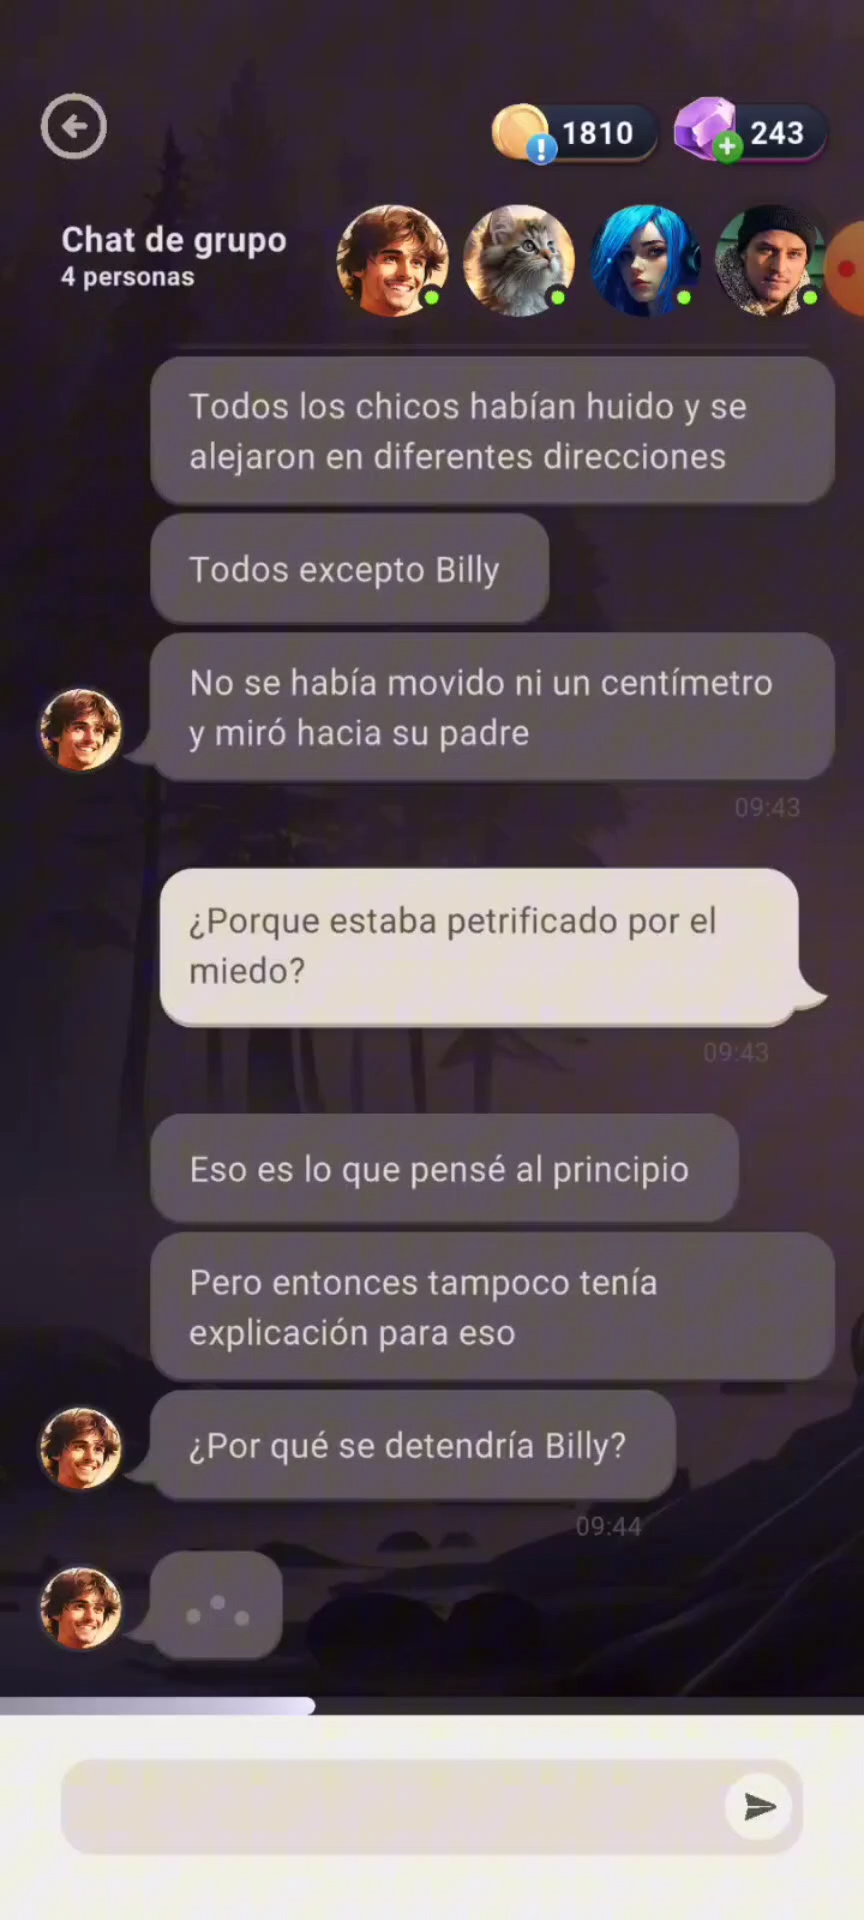 1810
243
Chat de grupo
4 personas
Todos los chicos habían huido y se
alejaron en diferentes direcciones
Todos excepto Billy
No se había movido ni un centímetro
y miró hacia su padre
09:43
¿Porque estaba petrificado por el
miedo?
09:43
Eso es lo que pensé al principio
Pero entonces tampoco tenía
explicación para eso
¿Por qué se detendría Billy?
09:44